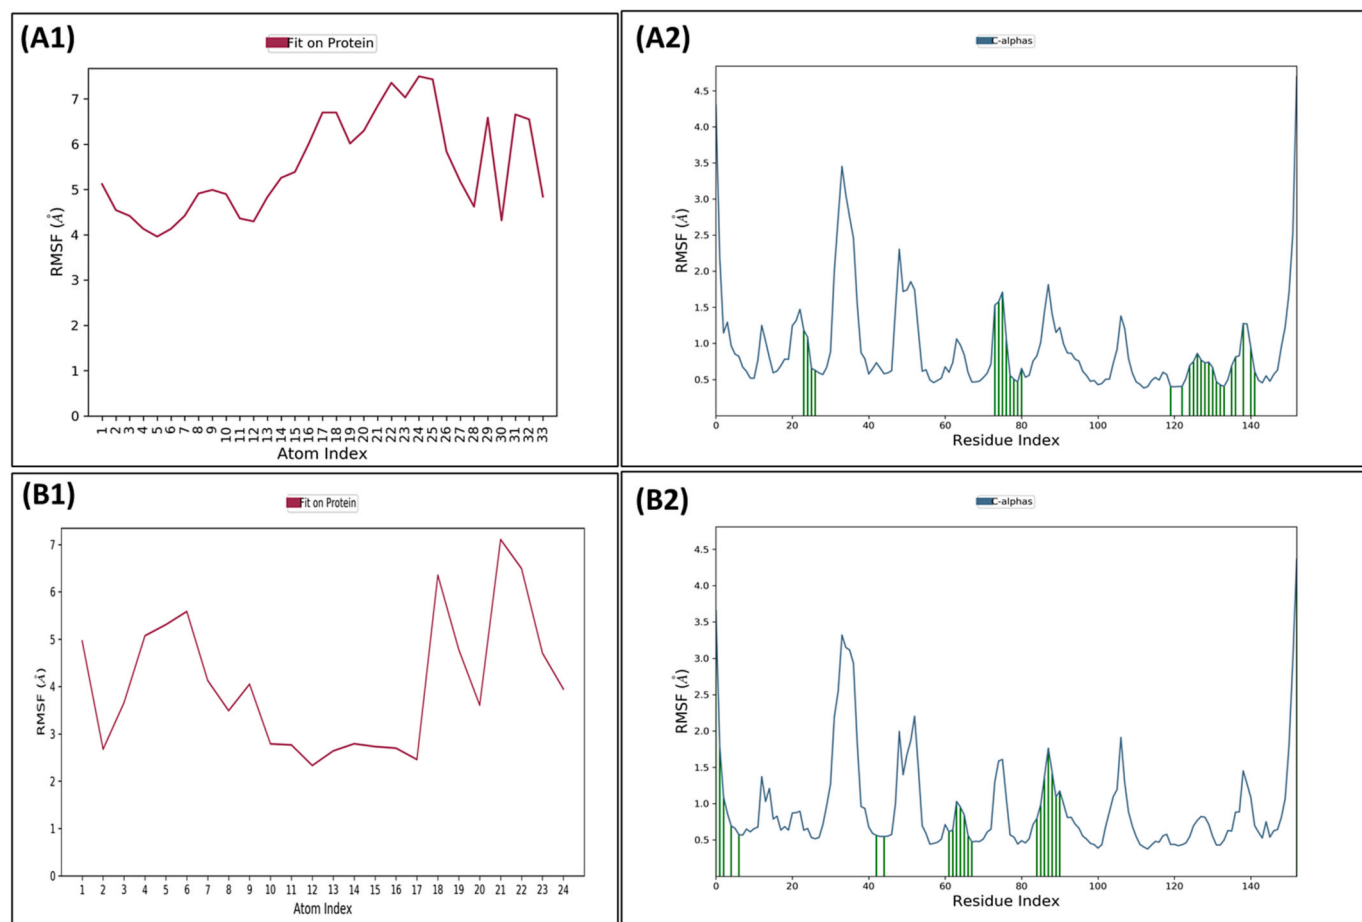 (A1)
Fit on Protein
RMSF (Å)
7
6
5
4
3
2
1
0
1 2 3 4 5 6 7 8 9 10 11 12 13 14 15 16 17 18 19 20 21 22 23 24 25 26 27 28 29 30 31 32 33
Atom Index
(A2)
C-alphas
RMSF (Å)
4.5
4.0
3.5
3.0
2.5
2.0
1.5
1.0
0.5
0 20 40 60 80 100 120 140
Residue Index
(B1)
Fit on Protein
RMSF (Å)
7
6
5
4
3
2
1
0
1 2 3 4 5 6 7 8 9 10 11 12 13 14 15 16 17 18 19 20 21 22 23 24
Atom Index
(B2)
C-alphas
RMSF (Å)
4.5
4.0
3.5
3.0
2.5
2.0
1.5
1.0
0.5
0 20 40 60 80 100 120 140
Residue Index